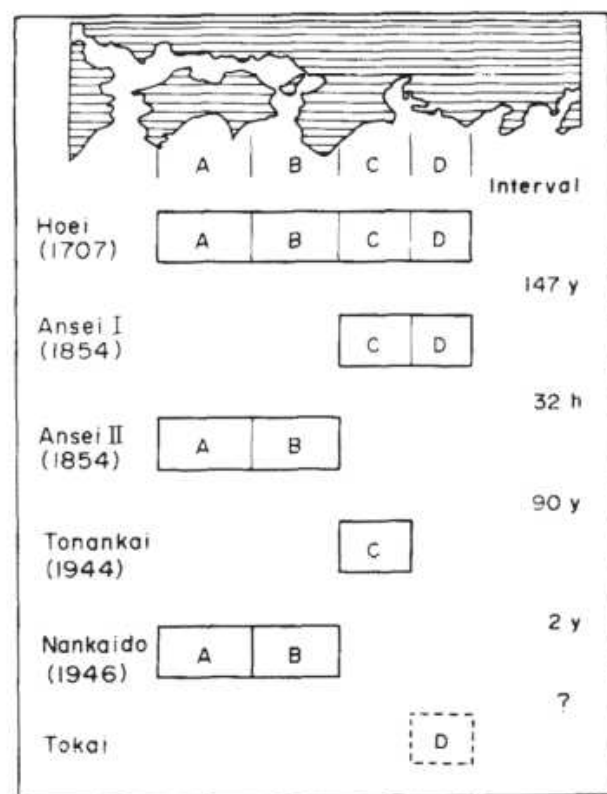 A B C D
Interval
Hoei A B C D
(1707)
147 y
Ansei I C D
(1854)
32 h
Ansei II A B
(1854)
90 y
Tonankai C
(1944)
2 y
Nankaido A B
(1946)
?
Tokai D